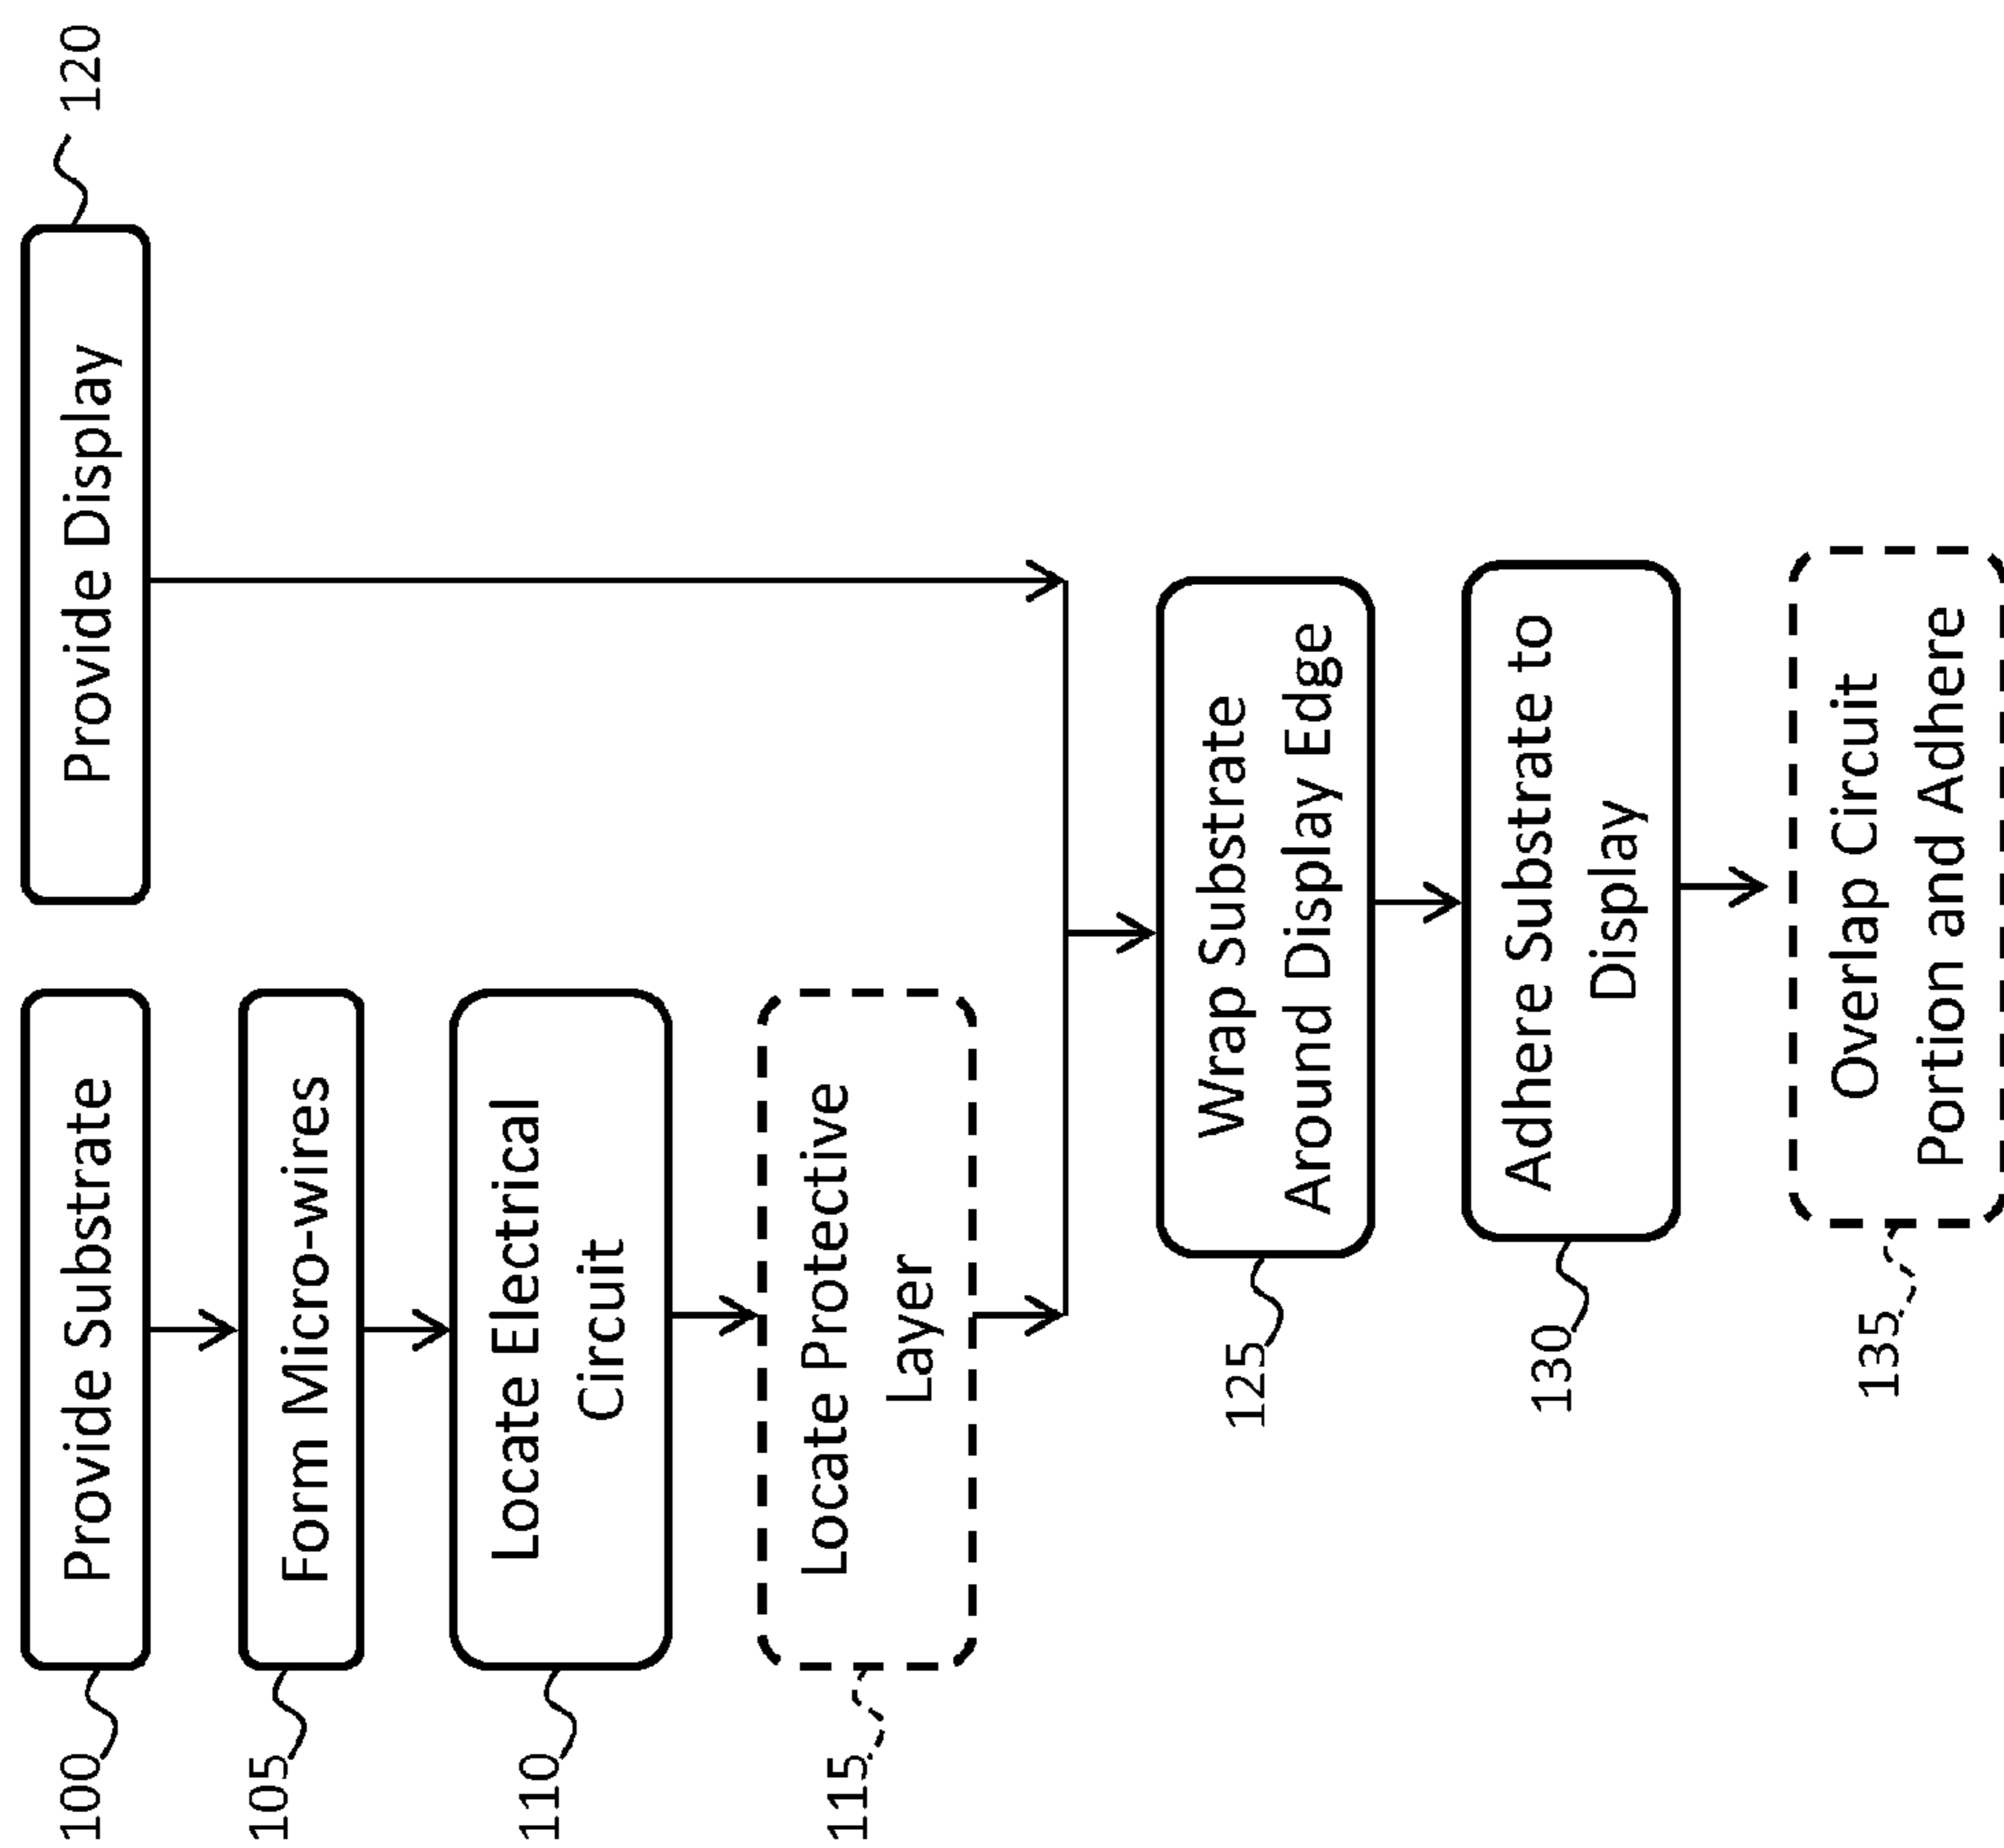 100
Provide Substrate
Provide Display
120
105
Form Micro-wires
110
Locate Electrical
Circuit
115
Locate Protective
Layer
125
Wrap Substrate
Around Display Edge
130
Adhere Substrate to
Display
135
Overlap Circuit
Portion and Adhere